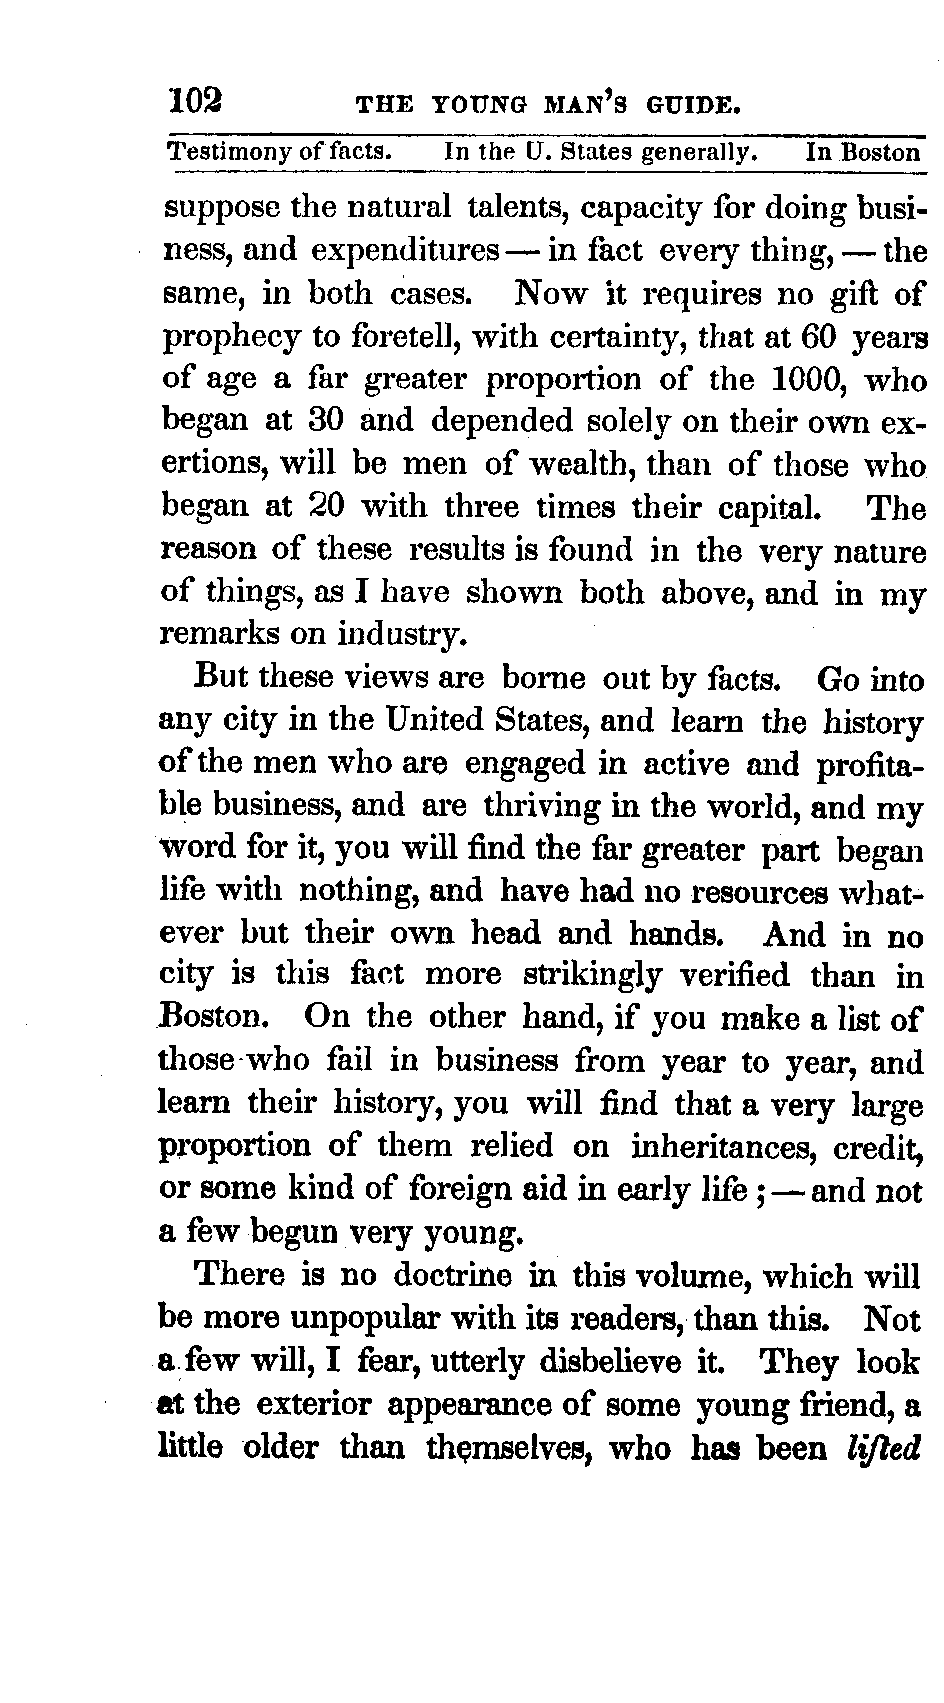 102 THE YOUNG MAN'S GUIDE.
Testimony of facts. In the U. States generally. In Boston
suppose the natural talents, capacity for doing busi-
ness, and expenditures — in fact every thing, — the
same, in both cases. Now it requires no gift of
prophecy to foretell, with certainty, that at 60 years
of age a far greater proportion of the 1000, who
began at 30 and depended solely on their own ex-
ertions, will be men of wealth, than of those who
began at 20 with three times their capital. The
reason of these results is found in the very nature
of things, as I have shown both above, and in my
remarks on industry.
But these views are borne out by facts. Go into
any city in the United States, and learn the history
of the men who are engaged in active and profita-
ble business, and are thriving in the world, and my
word for it, you will find the far greater part began
life with nothing, and have had no resources what-
ever but their own head and hands. And in no
city is this fact more strikingly verified than in
Boston. On the other hand, if you make a list of
those who fail in business from year to year, and
learn their history, you will find that a very large
proportion of them relied on inheritances, credit,
or some kind of foreign aid in early life ; — and not
a few begun very young.
There is no doctrine in this volume, which will
be more unpopular with its readers, than this. Not
a few will, I fear, utterly disbelieve it. They look
at the exterior appearance of some young friend, a
little older than themselves, who has been lifted